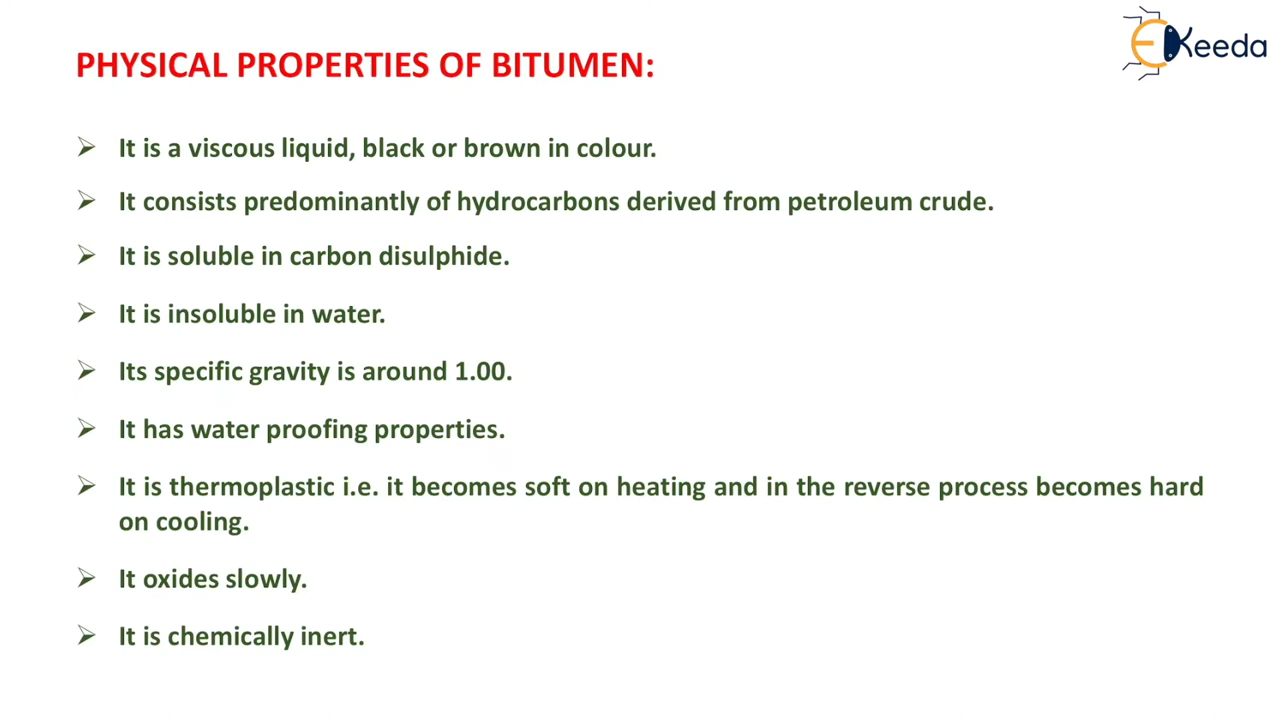 EKeeda
PHYSICAL PROPERTIES OF BITUMEN:
➢ It is a viscous liquid, black or brown in colour.
➢ It consists predominantly of hydrocarbons derived from petroleum crude.
➢ It is soluble in carbon disulphide.
➢ It is insoluble in water.
➢ Its specific gravity is around 1.00.
➢ It has water proofing properties.
➢ It is thermoplastic i.e. it becomes soft on heating and in the reverse process becomes hard
on cooling.
➢ It oxides slowly.
➢ It is chemically inert.